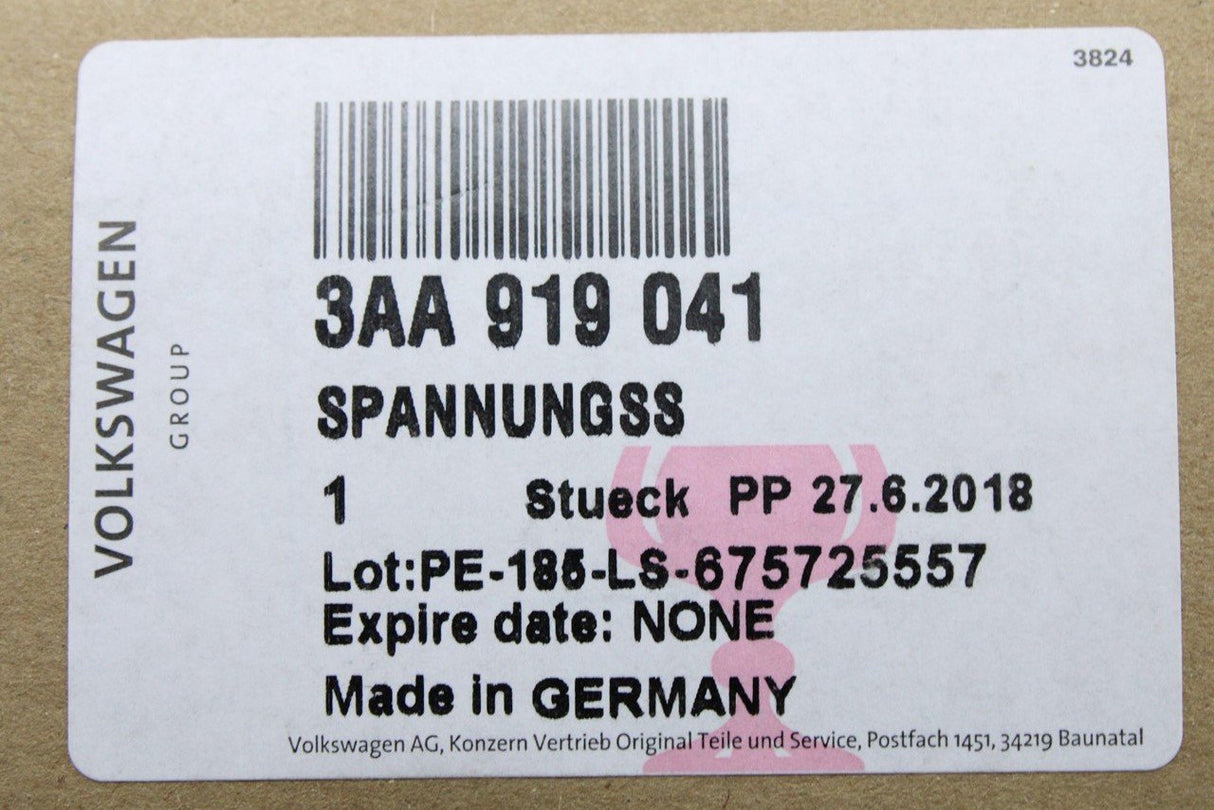 3824
VOLKSWAGEN
GROUP
3AA 919 041
SPANNUNGSS
1 Stueck PP 27.6.2018
Lot:PE-185-LS-675725557
Expire date: NONE
Made in GERMANY
Volkswagen AG, Konzern Vertrieb Original Teile und Service, Postfach 1451, 34219 Baunatal